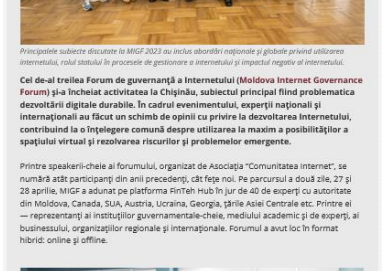 Principalele subiecte discutate la MIGF 2023 au inclus abordări naționale și globale privind utilizarea
internetului, rolul statului în procesele de gestionare a internetului și impactul negativ al internetului.
Cel de-al treilea Forum de guvernanță a Internetului (Moldova Internet Governance
Forum) și-a încheiat activitatea la Chișinău, subiectul principal fiind problematica
dezvoltării digitale durabile. În cadrul evenimentului, experții naționali și
internaționali au făcut un schimb de opinii cu privire la dezvoltarea Internetului,
contribuind la o înțelegere comună despre utilizarea la maxim a posibilităților a
spațiului virtual și rezolvarea riscurilor și problemelor emergente.
Printre speakerii-cheie ai forumului, organizat de Asociația “Comunitatea Internet”, se
numără atât participanți din anii precedenți, cât fețe noi. Pe parcursul a două zile, 27 și
28 aprilie, MIGF a adunat pe platforma FinTeh Hub în jur de 40 de experți cu autoritate
din Moldova, Canada, SUA, Austria, Ucraina, Georgia, țările Asiei Centrale etc. Printre ei
— reprezentanți ai instituțiilor guvernamentale-cheie, mediului academic și de experți, ai
businessului, organizațiilor regionale și internaționale. Forumul a avut loc în format
hibrid: online și offline.